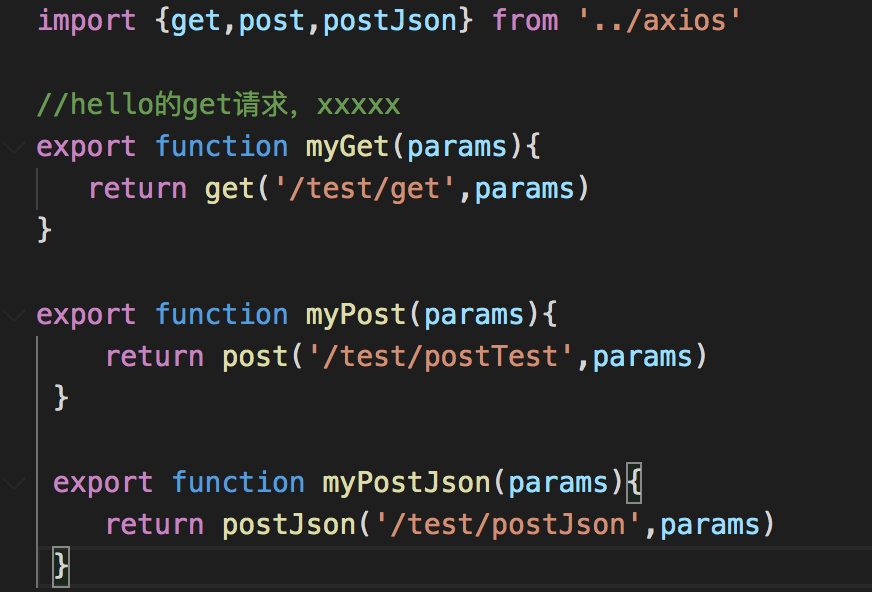 import {get,post,postJson} from '../axios'
//hello的get请求，xxxxx
export function myGet(params){
return get('/test/get',params)
}
export function myPost(params){
return post('/test/postTest',params)
}
export function myPostJson(params){
return postJson('/test/postJson',params)
}